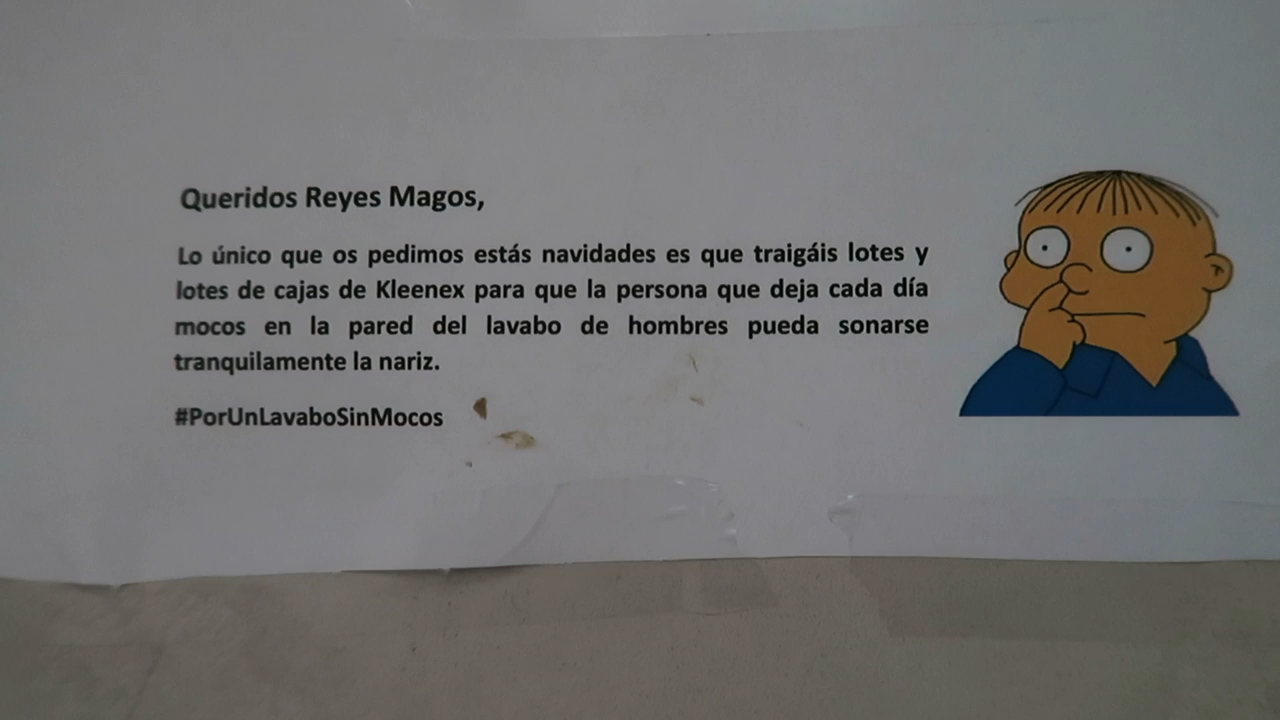 Queridos Reyes Magos,
Lo único que os pedimos estás navidades es que traigáis lotes y
lotes de cajas de Kleenex para que la persona que deja cada día
mocos en la pared del lavabo de hombres pueda sonarse
tranquilamente la nariz.
#PorUnLavaboSinMocos